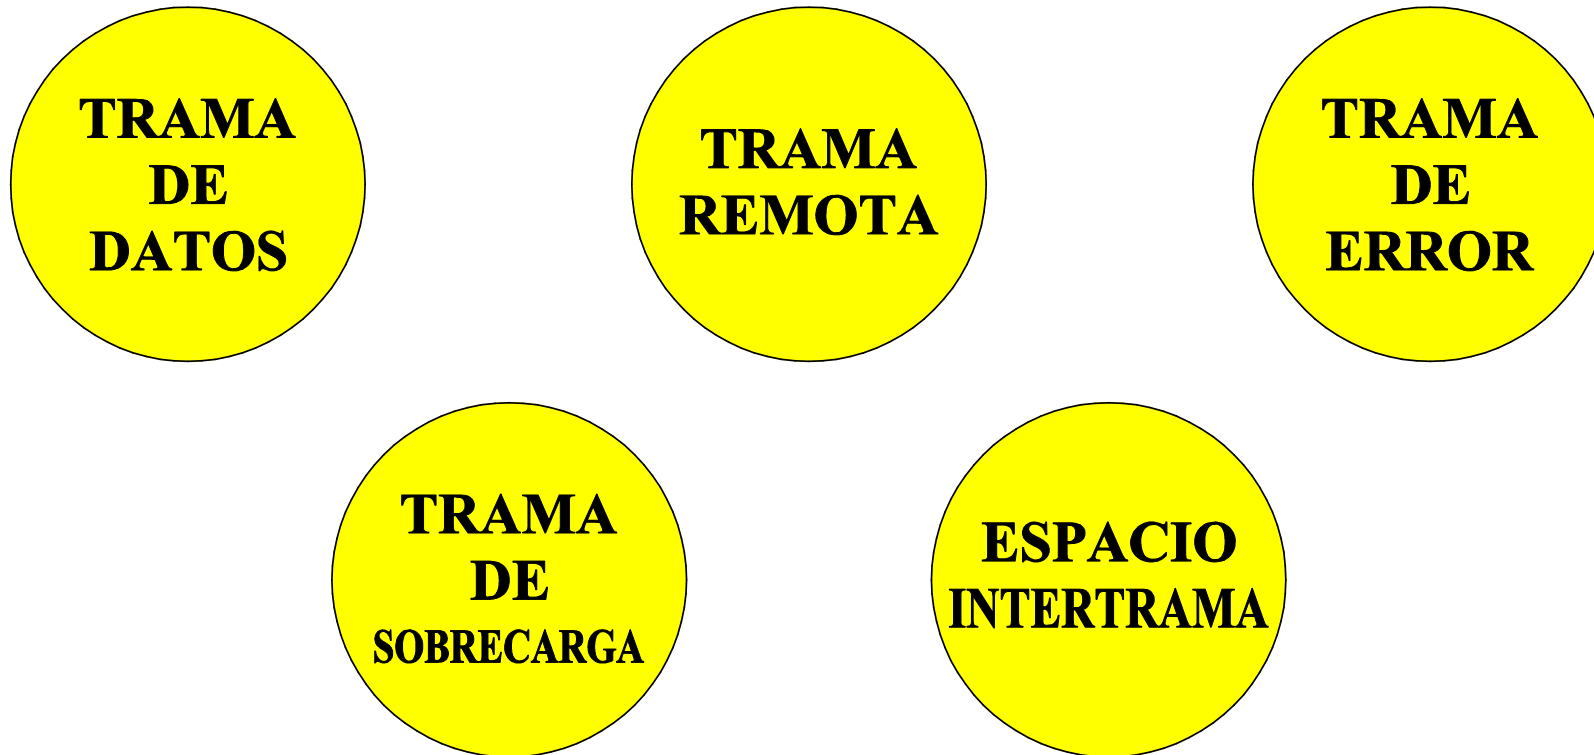 TRAMA
DE
DATOS
TRAMA
REMOTA
TRAMA
DE
ERROR
TRAMA
DE
SOBRECARGA
ESPACIO
INTERTRAMA